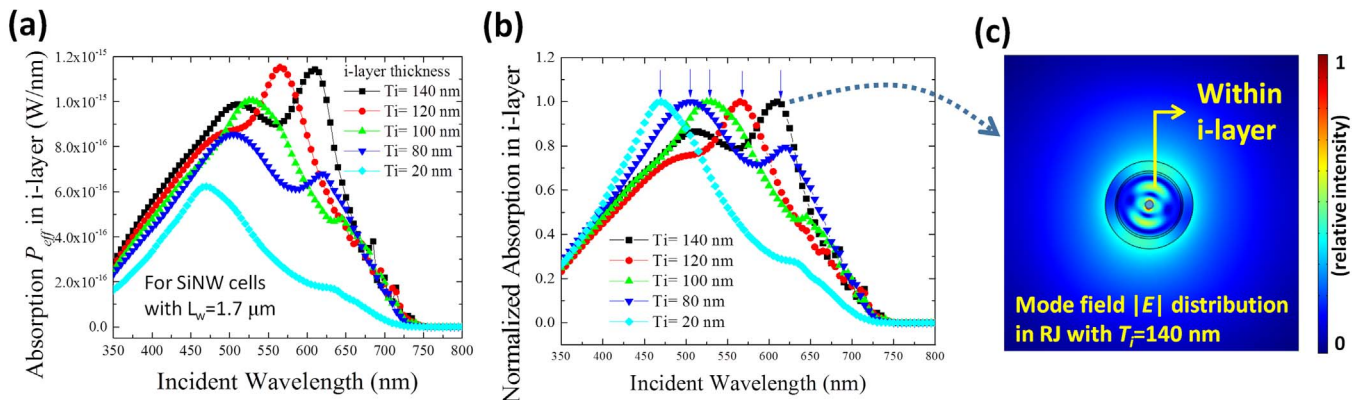 (a)
Absorption P_eff in i-layer (W/nm)
1.2x10^-15
1.0x10^-15
8.0x10^-16
6.0x10^-16
4.0x10^-16
2.0x10^-16
0.0
i-layer thickness
Ti= 140 nm
Ti= 120 nm
Ti= 100 nm
Ti= 80 nm
Ti= 20 nm
For SiNW cells
with L_w=1.7 μm
350 400 450 500 550 600 650 700 750 800
Incident Wavelength (nm)
(b)
Normalized Absorption in i-layer
1.2
1.0
0.8
0.6
0.4
0.2
0.0
Ti= 140 nm
Ti= 120 nm
Ti= 100 nm
Ti= 80 nm
Ti= 20 nm
350 400 450 500 550 600 650 700 750 800
Incident Wavelength (nm)
(c)
Within
i-layer
Mode field |E| distribution
in RJ with T_i=140 nm
1
(relative intensity)
0